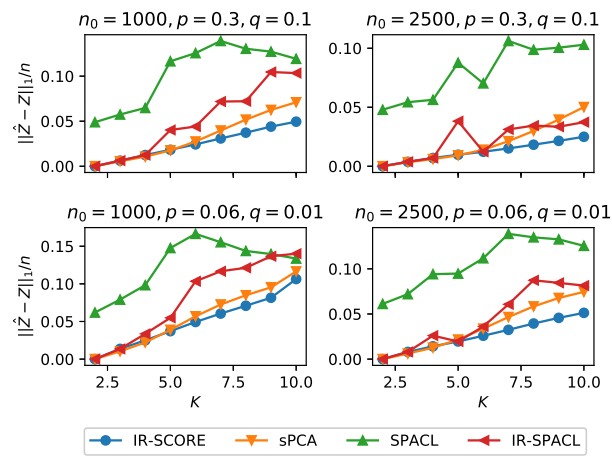 n₀ = 1000, p = 0.3, q = 0.1
n₀ = 2500, p = 0.3, q = 0.1
||Ẑ − Z||₁/n
0.10
0.05
0.00
0.10
0.05
0.00
n₀ = 1000, p = 0.06, q = 0.01
n₀ = 2500, p = 0.06, q = 0.01
||Ẑ − Z||₁/n
0.15
0.10
0.05
0.00
0.10
0.05
0.00
2.5 5.0 7.5 10.0
2.5 5.0 7.5 10.0
K
K
IR-SCORE sPCA SPACL IR-SPACL